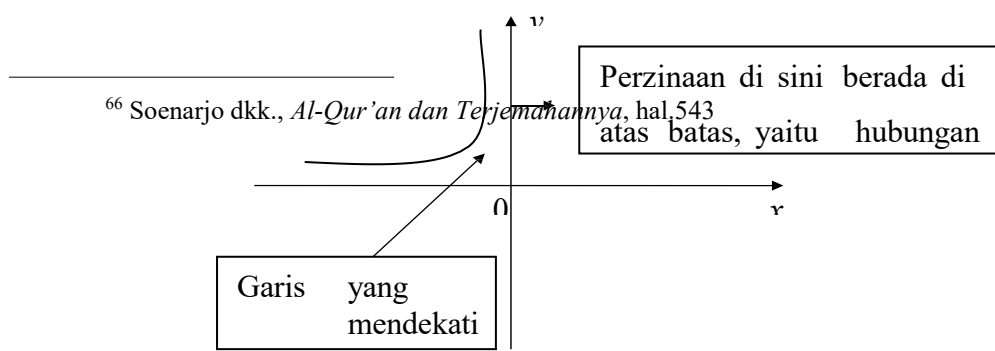 y
Perzinaan di sini berada di
66 Soenarjo dkk., Al-Qur'an dan Terjemahannya, hal.543
atas batas, yaitu hubungan
0
x
Garis yang
mendekati